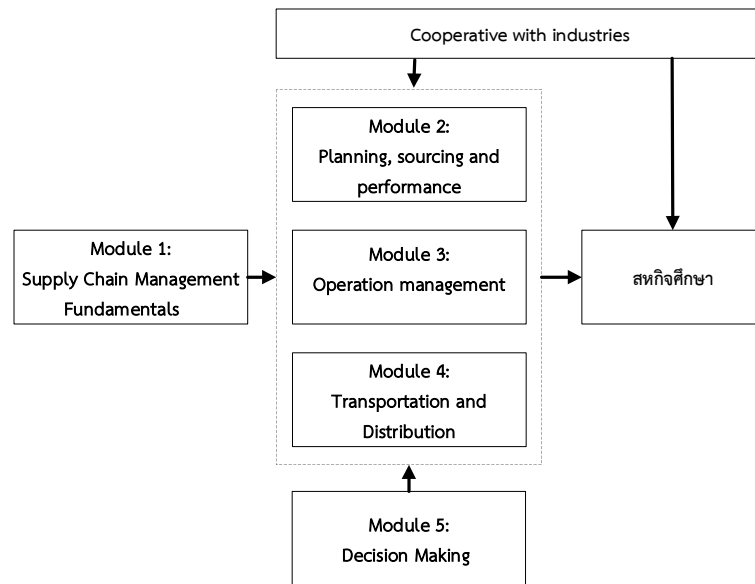 Cooperative with industries
Module 2:
Planning, sourcing and
performance
Module 1:
Supply Chain Management
Fundamentals
Module 3:
Operation management
สหกิจศึกษา
Module 4:
Transportation and
Distribution
Module 5:
Decision Making